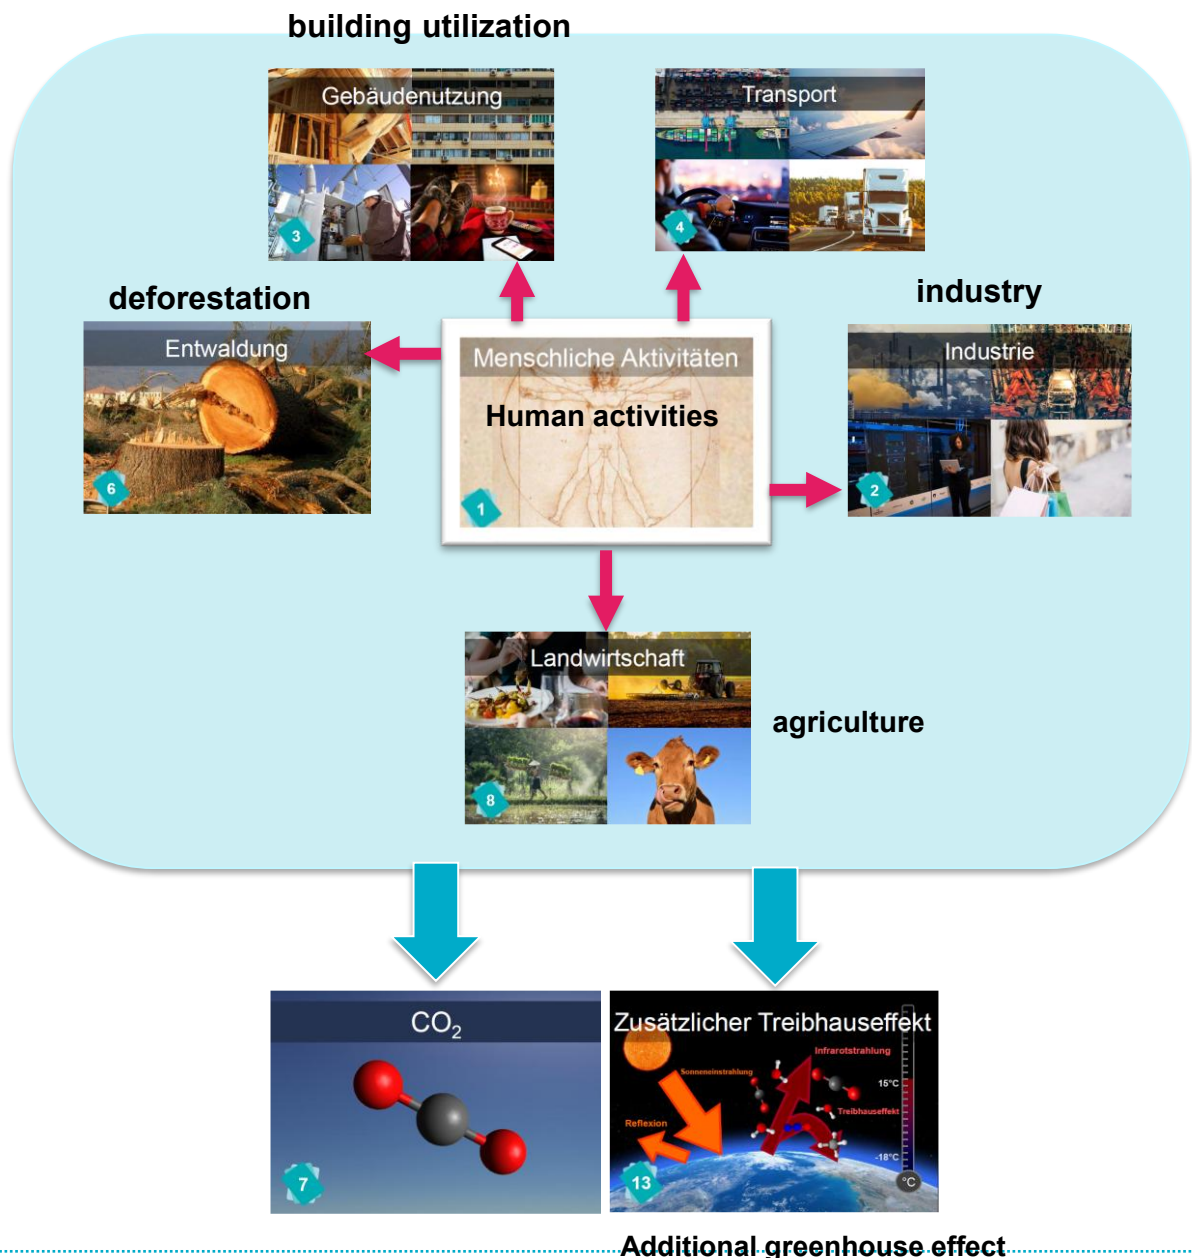 building utilization
Gebäudenutzung
3
Transport
4
deforestation
Entwaldung
6
Menschliche Aktivitäten
Human activities
1
industry
Industrie
2
Landwirtschaft
8
agriculture
CO₂
7
Zusätzlicher Treibhauseffekt
Infrarotstrahlung
Sonneneinstrahlung
15°C
Treibhauseffekt
Reflexion
-18°C
°C
13
Additional greenhouse effect